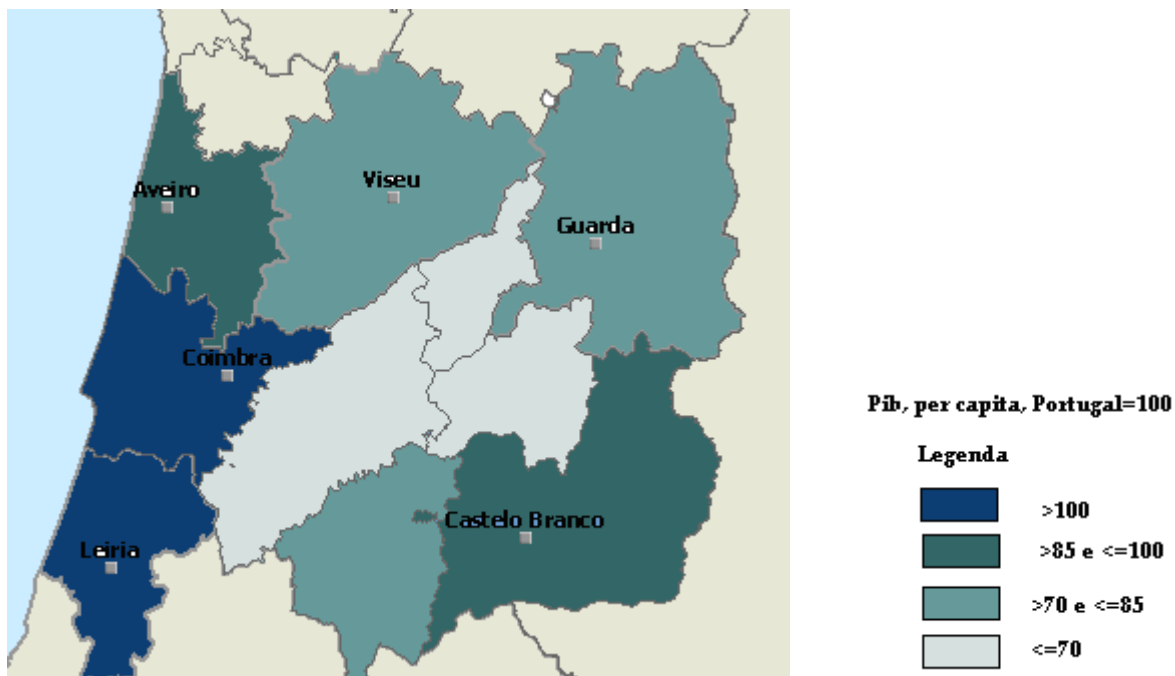 Aveiro
Viseu
Guarda
Coimbra
Castelo Branco
Leiria
Pib, per capita, Portugal=100
Legenda
>100
>85 e <=100
>70 e <=85
<=70